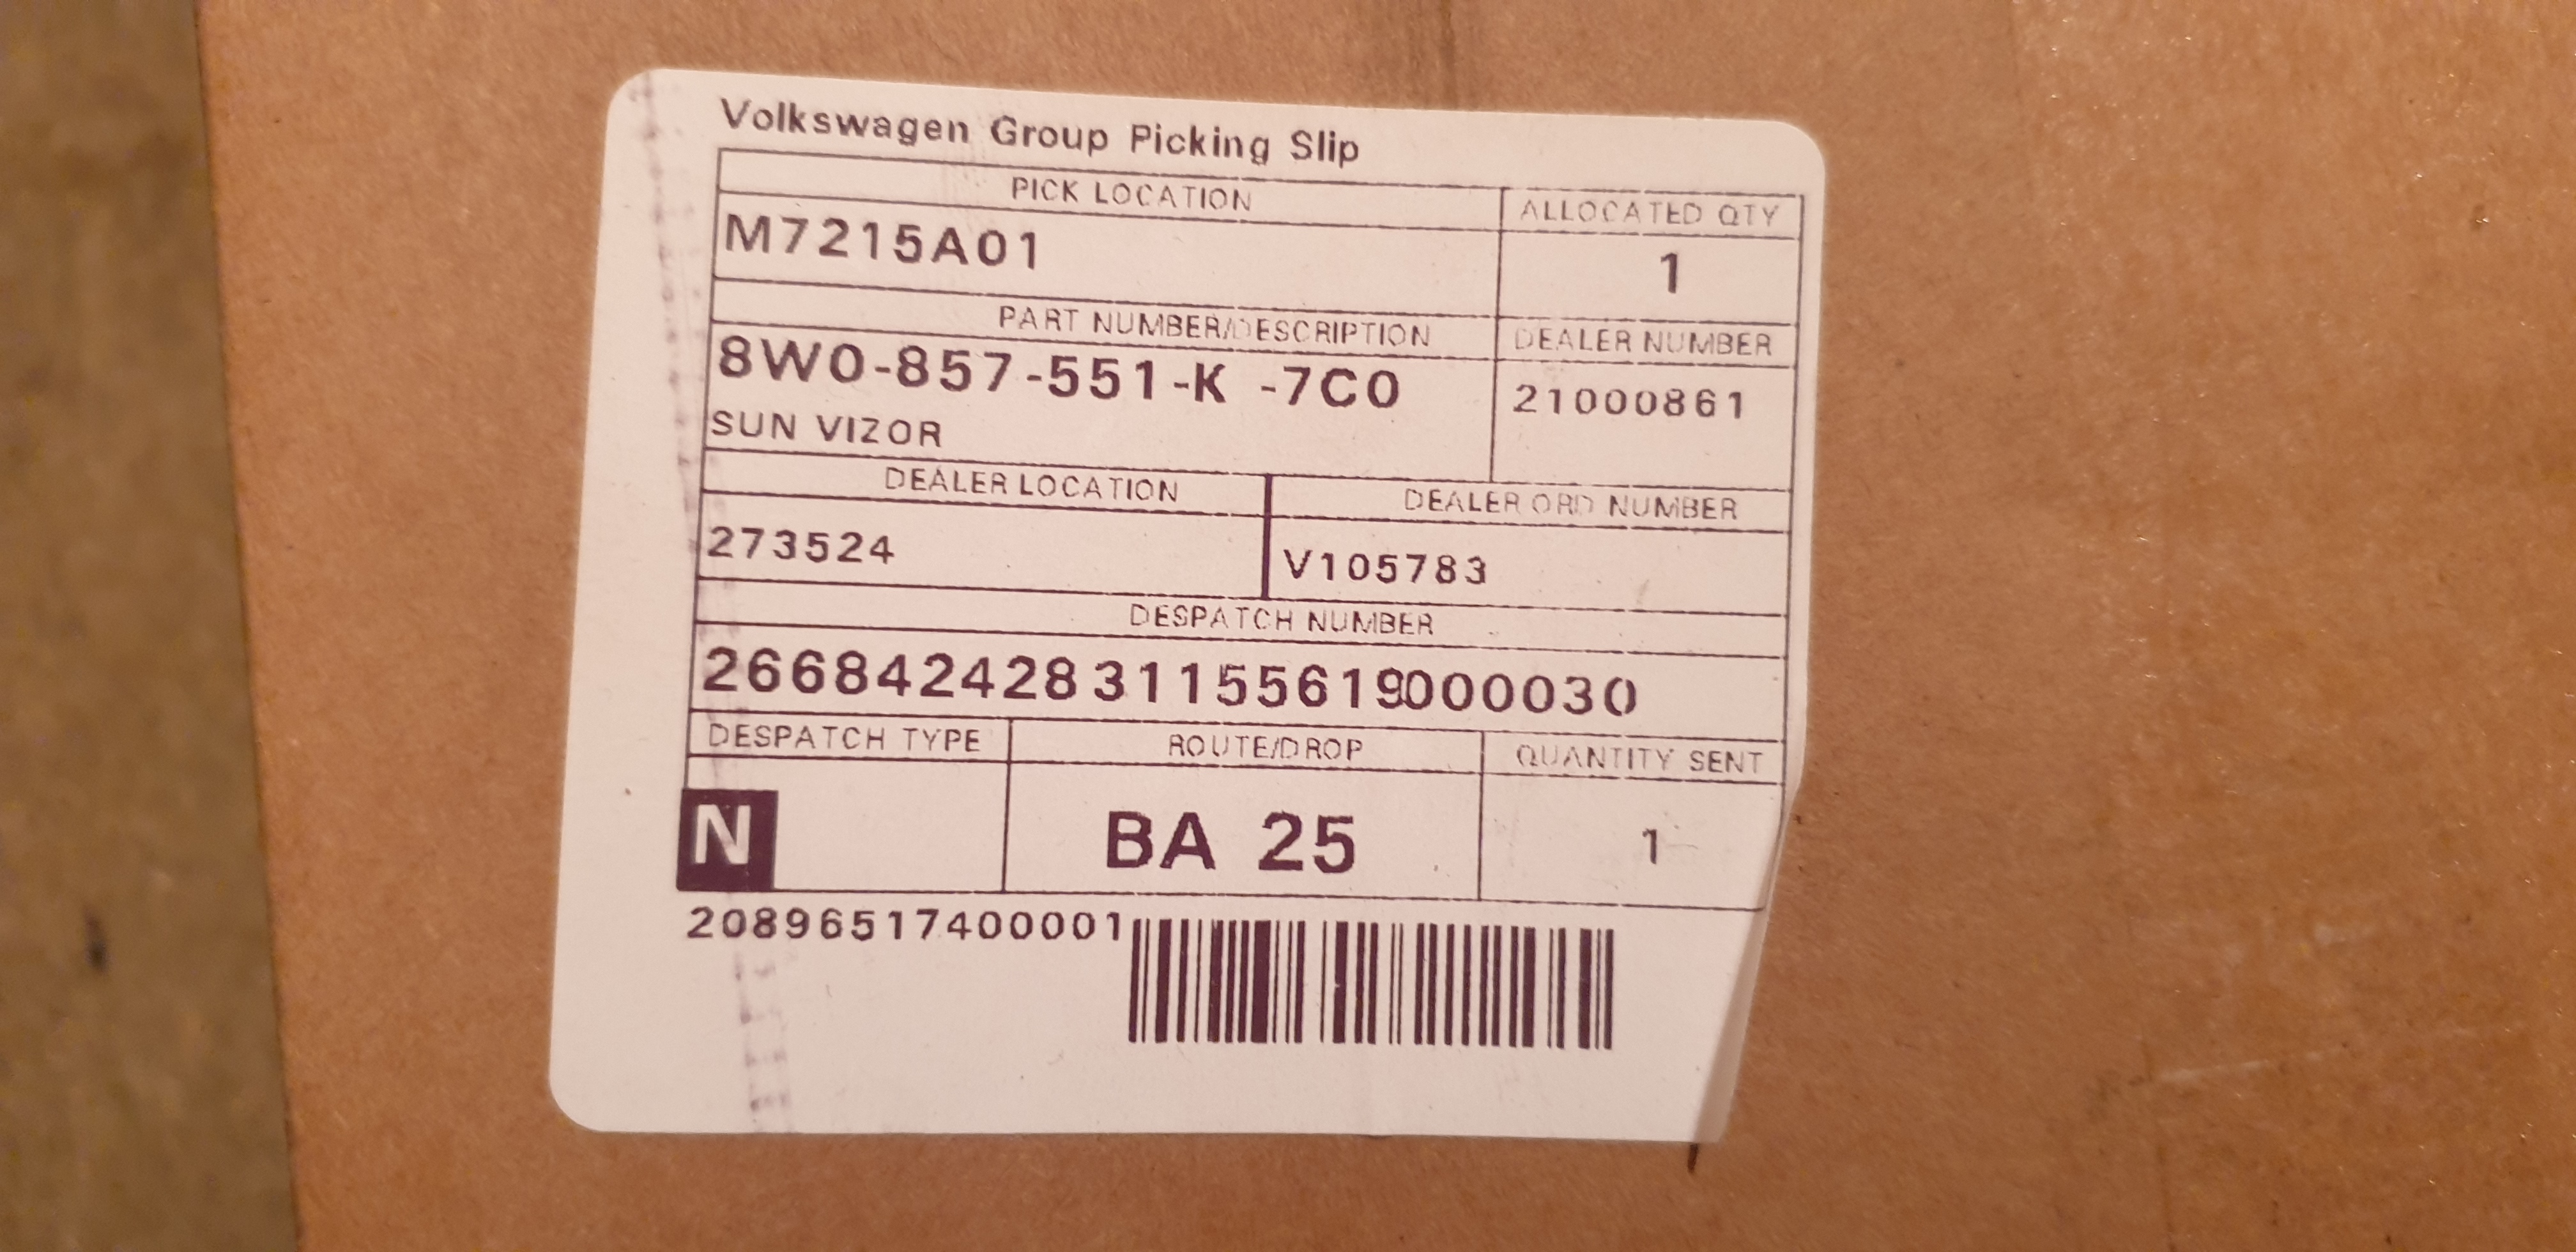 Volkswagen Group Picking Slip
PICK LOCATION
ALLOCATED QTY
M7215A01
1
PART NUMBER/DESCRIPTION
DEALER NUMBER
8W0-857-551-K -7C0
21000861
SUN VIZOR
DEALER LOCATION
DEALER ORD NUMBER
273524
V105783
DESPATCH NUMBER
26684242831155619000030
DESPATCH TYPE
ROUTE/DROP
QUANTITY SENT
N
BA 25
1
20896517400001